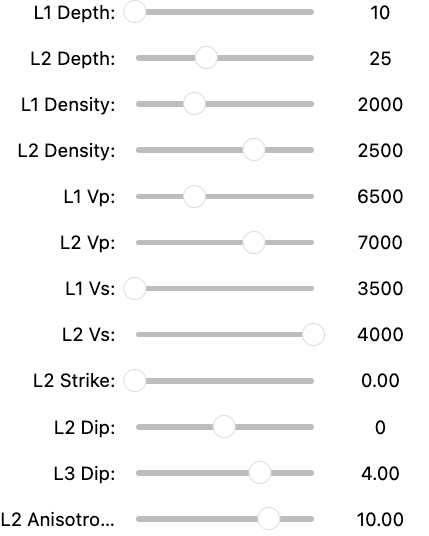 L1 Depth: 10
L2 Depth: 25
L1 Density: 2000
L2 Density: 2500
L1 Vp: 6500
L2 Vp: 7000
L1 Vs: 3500
L2 Vs: 4000
L2 Strike: 0.00
L2 Dip: 0
L3 Dip: 4.00
L2 Anisotro... 10.00